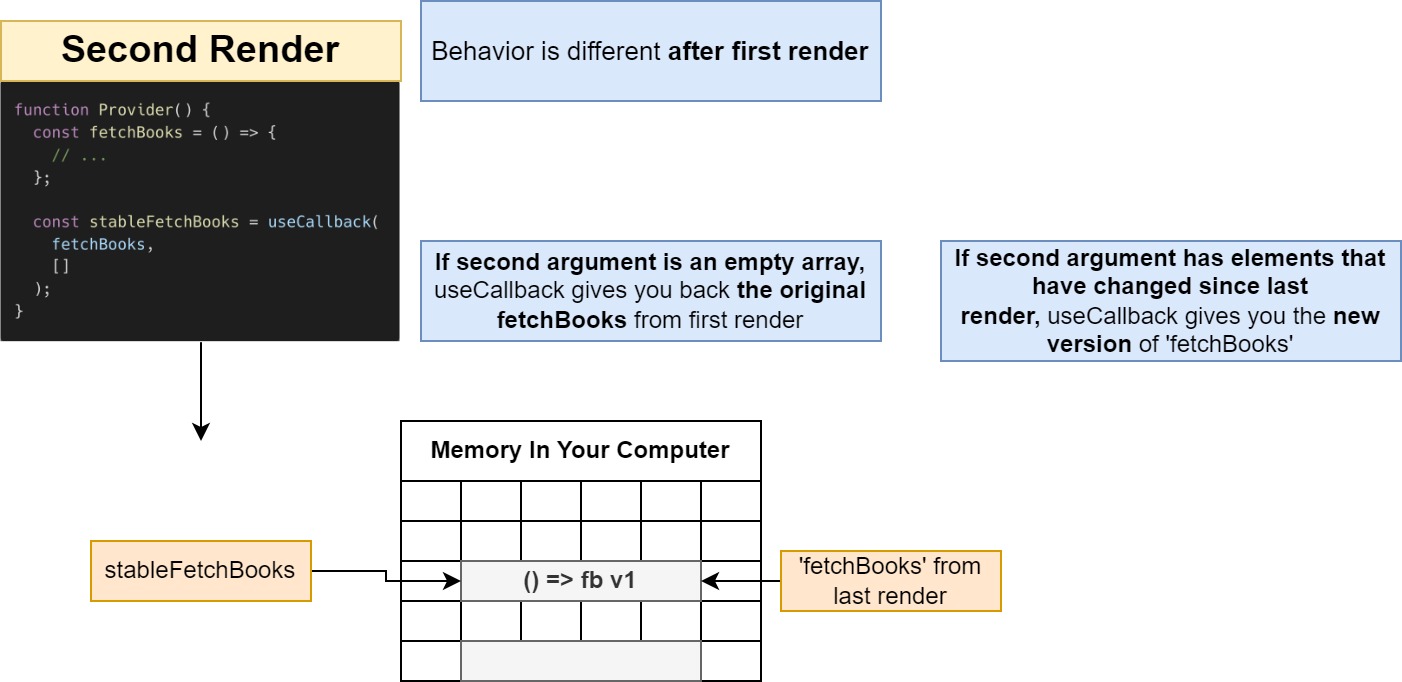 Second Render
Behavior is different after first render
function Provider() {
  const fetchBooks = () => {
    // ...
  };

  const stableFetchBooks = useCallback(
    fetchBooks,
    []
  );
}
If second argument is an empty array,
useCallback gives you back the original
fetchBooks from first render
If second argument has elements that
have changed since last
render, useCallback gives you the new
version of 'fetchBooks'
Memory In Your Computer
stableFetchBooks
() => fb v1
'fetchBooks' from
last render